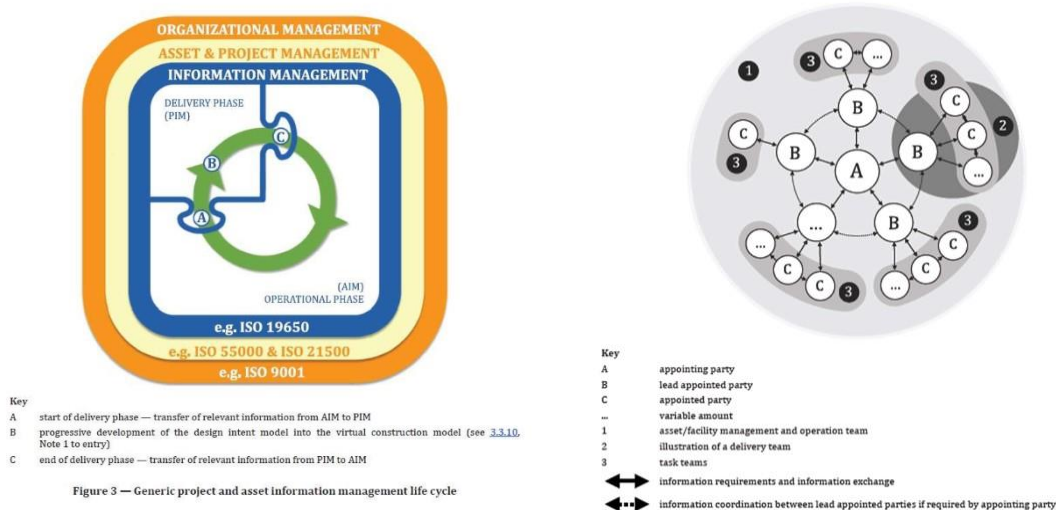 ORGANIZATIONAL MANAGEMENT
ASSET & PROJECT MANAGEMENT
INFORMATION MANAGEMENT
DELIVERY PHASE
(PIM)
C
B
A
(AIM)
OPERATIONAL PHASE
e.g. ISO 19650
e.g. ISO 55000 & ISO 21500
e.g. ISO 9001
Key
A start of delivery phase — transfer of relevant information from AIM to PIM
B progressive development of the design intent model into the virtual construction model (see 3.3.10,
Note 1 to entry)
C end of delivery phase — transfer of relevant information from PIM to AIM
Figure 3 — Generic project and asset information management life cycle
3 C ...
1
3
C
B
2
C
C
B
B
3
A
...
...
B
3
C
...
C
C
3
C
...
Key
A appointing party
B lead appointed party
C appointed party
... variable amount
1 asset/facility management and operation team
2 illustration of a delivery team
3 task teams
information requirements and information exchange
information coordination between lead appointed parties if required by appointing party